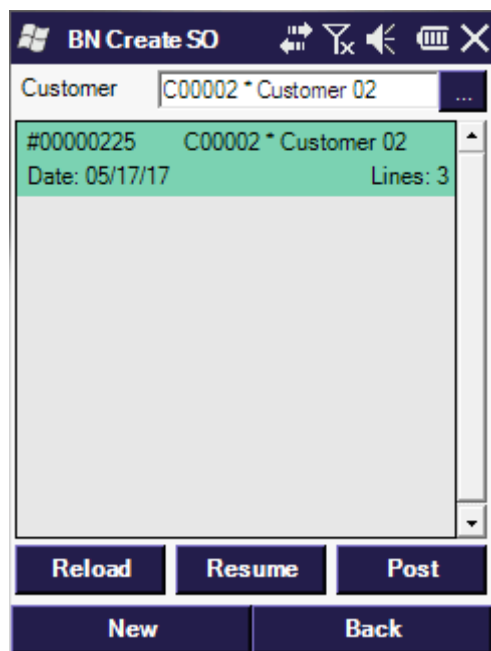 BN Create SO
Customer C00002 * Customer 02 ...
#00000225 C00002 * Customer 02
Date: 05/17/17 Lines: 3
Reload Resume Post
New Back